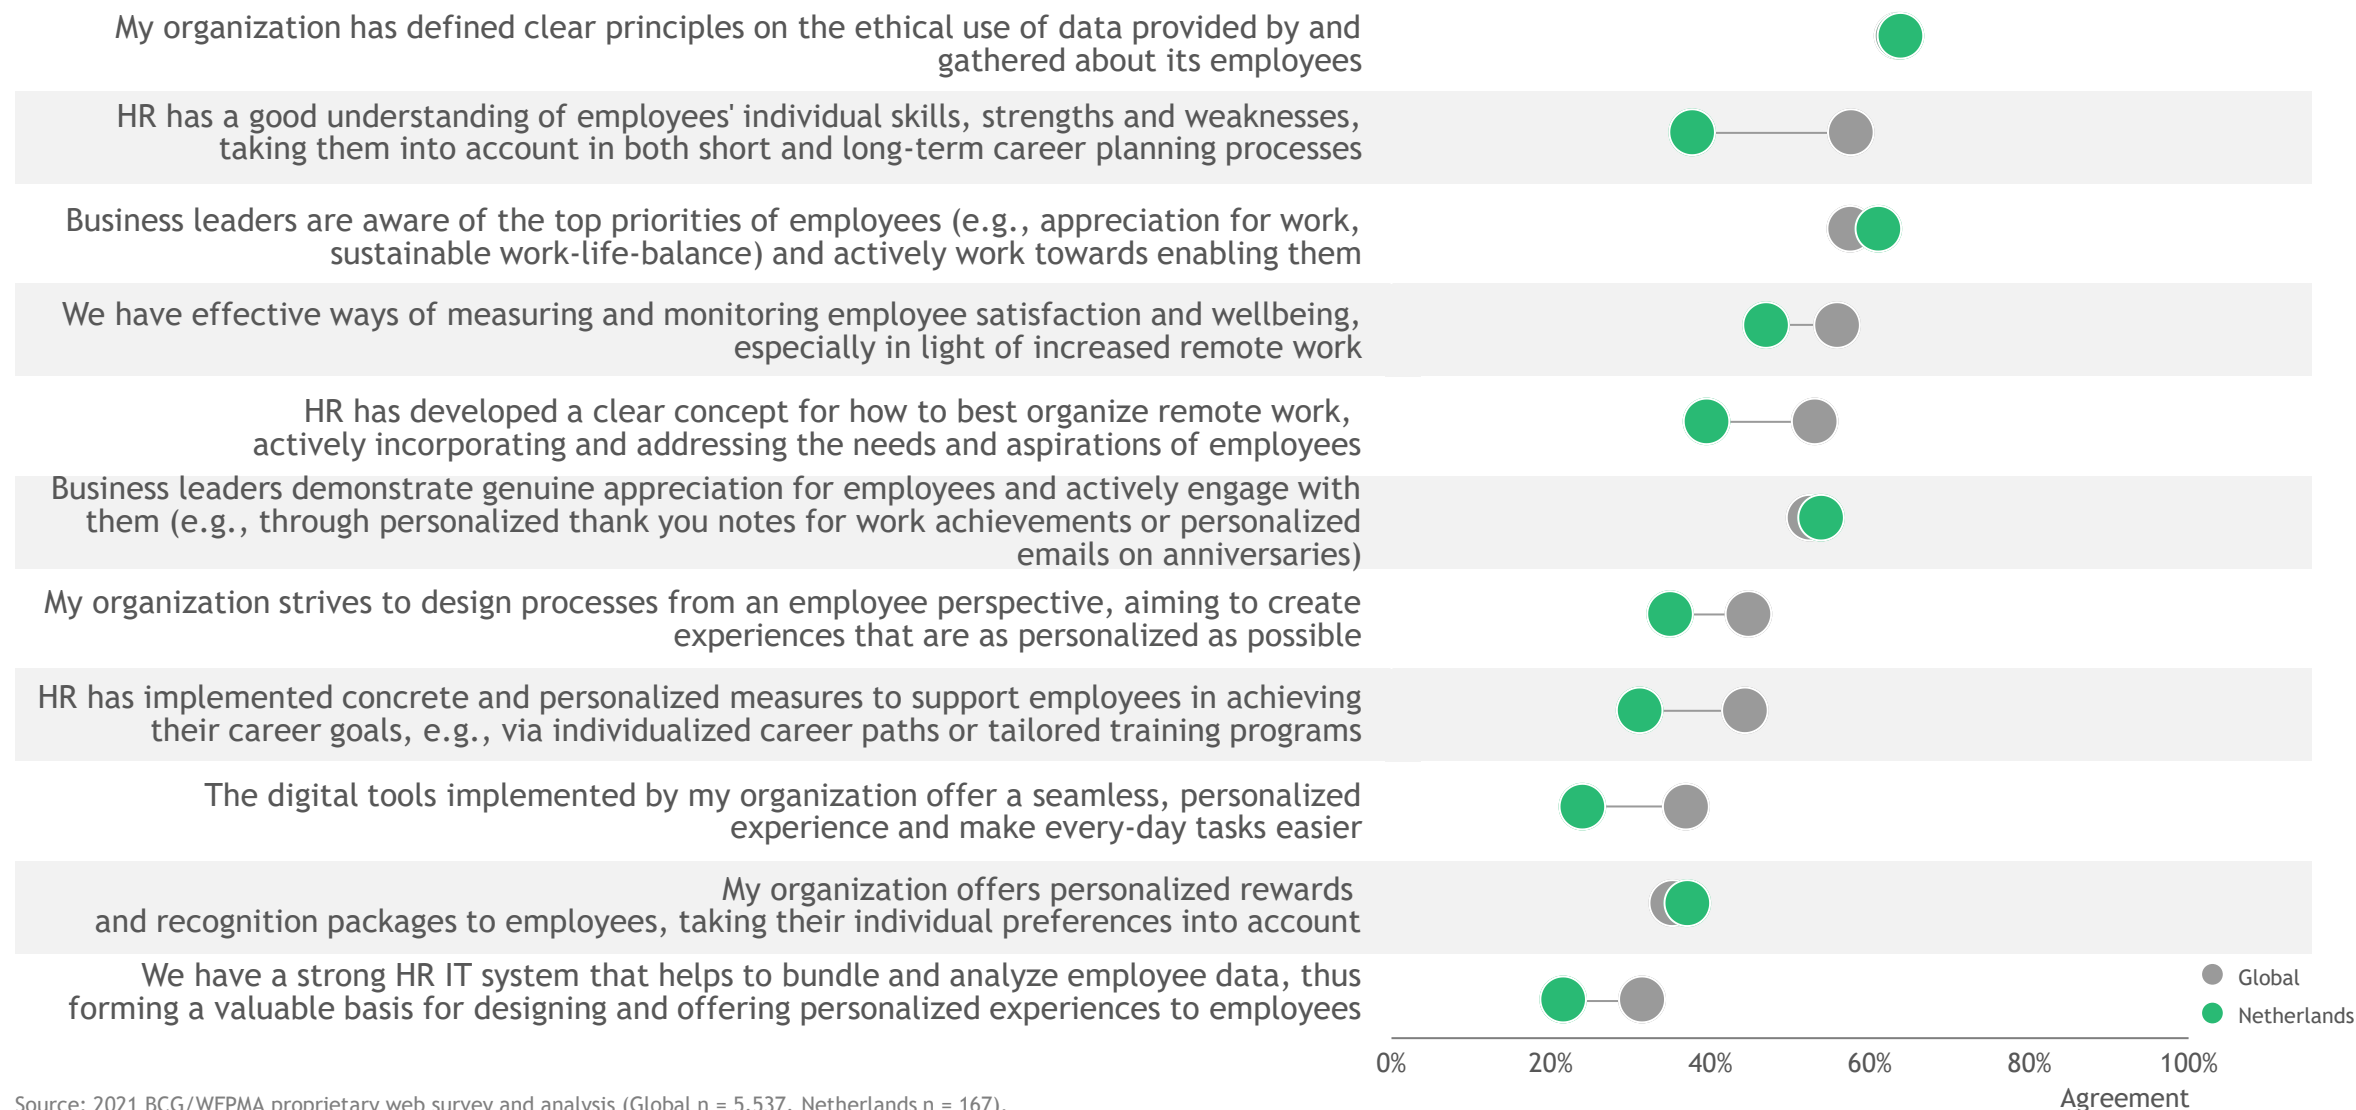 My organization has defined clear principles on the ethical use of data provided by and
gathered about its employees
HR has a good understanding of employees' individual skills, strengths and weaknesses,
taking them into account in both short and long-term career planning processes
Business leaders are aware of the top priorities of employees (e.g., appreciation for work,
sustainable work-life-balance) and actively work towards enabling them
We have effective ways of measuring and monitoring employee satisfaction and wellbeing,
especially in light of increased remote work
HR has developed a clear concept for how to best organize remote work,
actively incorporating and addressing the needs and aspirations of employees
Business leaders demonstrate genuine appreciation for employees and actively engage with
them (e.g., through personalized thank you notes for work achievements or personalized
emails on anniversaries)
My organization strives to design processes from an employee perspective, aiming to create
experiences that are as personalized as possible
HR has implemented concrete and personalized measures to support employees in achieving
their career goals, e.g., via individualized career paths or tailored training programs
The digital tools implemented by my organization offer a seamless, personalized
experience and make every-day tasks easier
My organization offers personalized rewards
and recognition packages to employees, taking their individual preferences into account
We have a strong HR IT system that helps to bundle and analyze employee data, thus
forming a valuable basis for designing and offering personalized experiences to employees
Global
Netherlands
0% 20% 40% 60% 80% 100%
Agreement
Source: 2021 BCG/WFPMA proprietary web survey and analysis (Global n = 5,537, Netherlands n = 167).